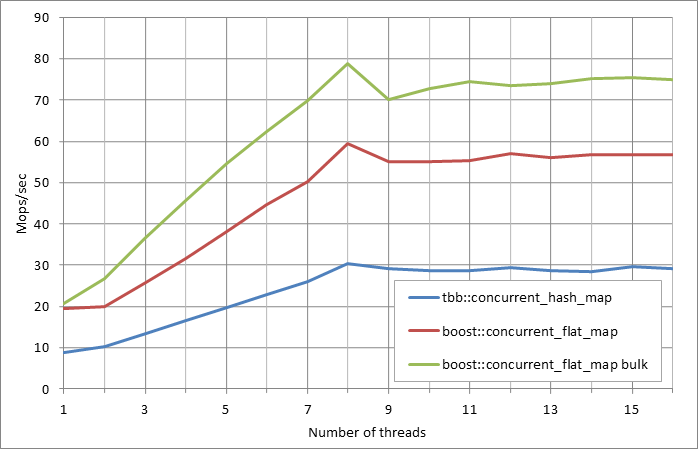 90
80
70
60
50
40
30
20
10
0
Mops/sec
1 3 5 7 9 11 13 15
Number of threads
tbb::concurrent_hash_map
boost::concurrent_flat_map
boost::concurrent_flat_map bulk